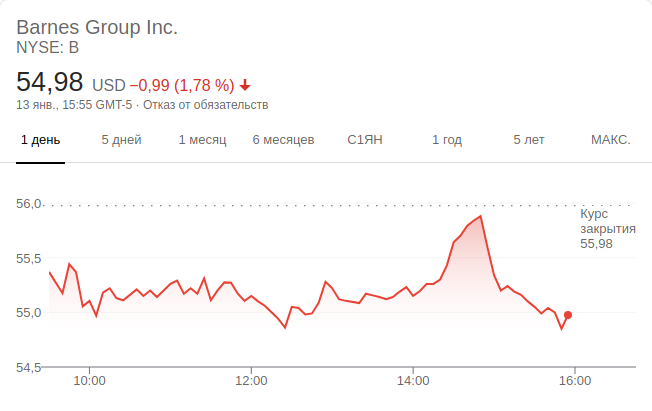 Barnes Group Inc.
NYSE: B
54,98 USD −0,99 (1,78 %)
13 янв., 15:55 GMT-5 · Отказ от обязательств
1 день 5 дней 1 месяц 6 месяцев С1ЯН 1 год 5 лет МАКС.
56,0
Курс
закрытия
55,98
55,5
55,0
54,5
10:00 12:00 14:00 16:00